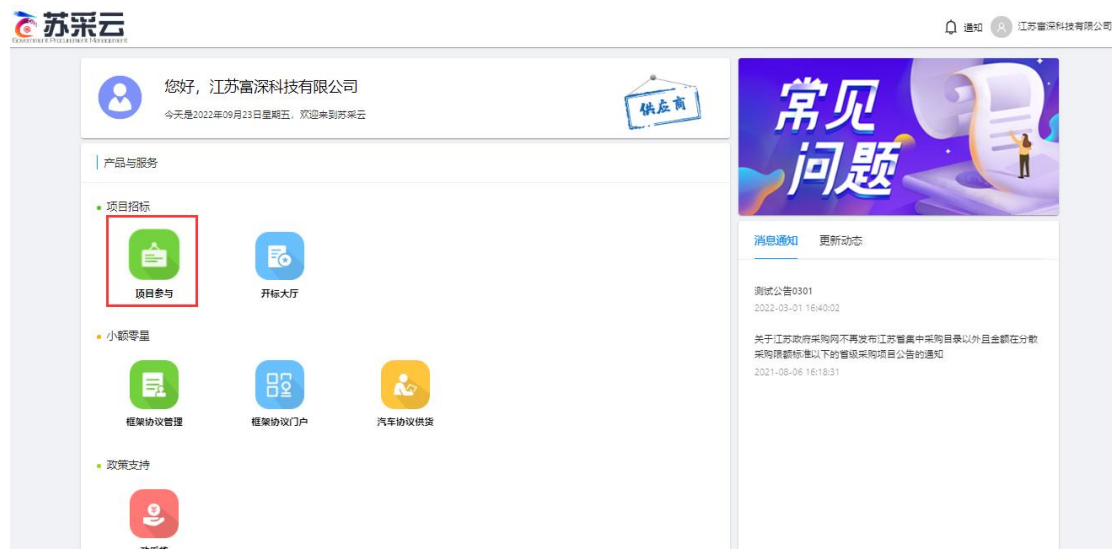 苏采云
Government Procurement Management
通知
江苏富深科技有限公司
您好，江苏富深科技有限公司
今天是2022年09月23日星期五，欢迎来到苏采云
供应商
产品与服务
项目招标
项目参与
开标大厅
小额零星
框架协议管理
框架协议门户
汽车协议供货
政策支持
常见
问题
消息通知
更新动态
测试公告0301
2022-03-01 16:40:02
关于江苏政府采购网不再发布江苏省集中采购目录以外且金额在分散
采购限额标准以下的省级采购项目公告的通知
2021-08-06 16:18:31